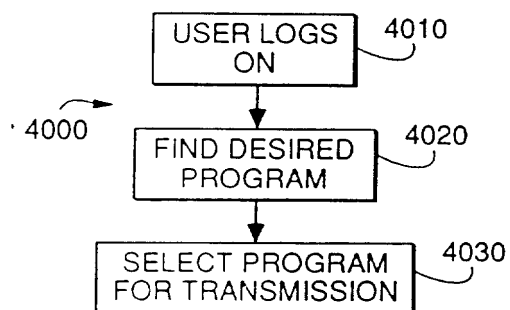 USER LOGS
ON
4010
4000
FIND DESIRED
PROGRAM
4020
SELECT PROGRAM
FOR TRANSMISSION
4030